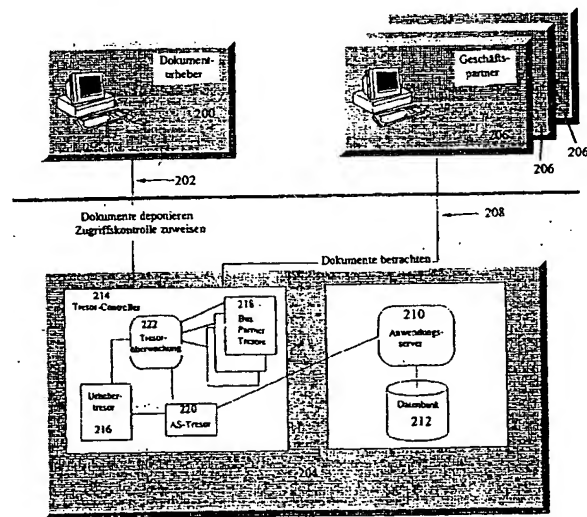 Dokument-
urheber
200
Geschäfts-
partner
206
206
206
202
208
Dokumente deponieren
Zugriffskontrolle zuweisen
Dokumente betrachten
214
Tresor-Controller
222
Tresor-
überwachung
218
Bus.
Partner
Tresore
Urheber-
tresor
216
220
AS-Tresor
210
Anwendungs-
server
Datenbank
212
204